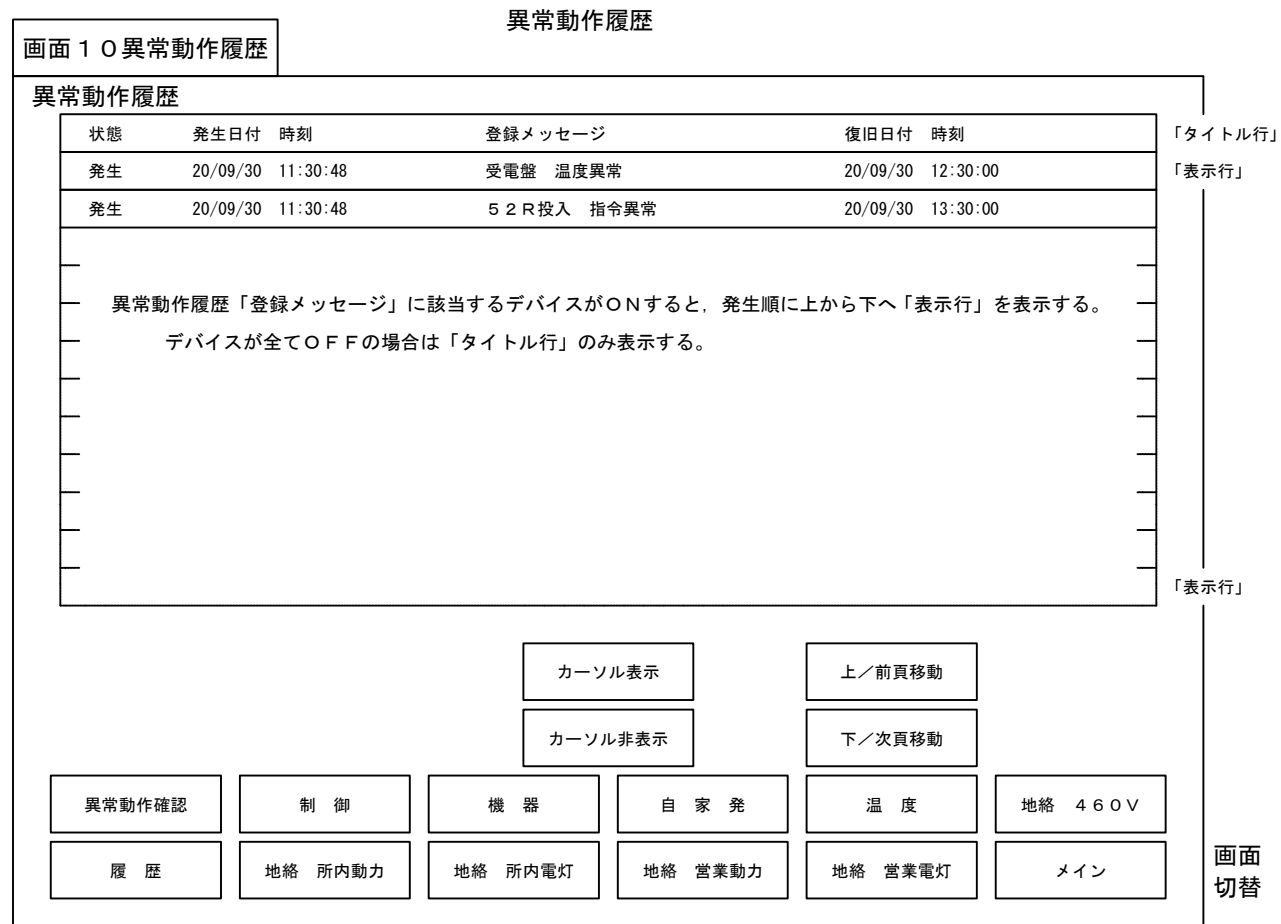 異常動作履歴
画面１０異常動作履歴
異常動作履歴
状態 発生日付 時刻 登録メッセージ 復旧日付 時刻 「タイトル行」
発生 20/09/30 11:30:48 受電盤 温度異常 20/09/30 12:30:00 「表示行」
発生 20/09/30 11:30:48 ５２Ｒ投入 指令異常 20/09/30 13:30:00
異常動作履歴「登録メッセージ」に該当するデバイスがＯＮすると，発生順に上から下へ「表示行」を表示する。
デバイスが全てＯＦＦの場合は「タイトル行」のみ表示する。
「表示行」
カーソル表示 上／前頁移動
カーソル非表示 下／次頁移動
異常動作確認 制 御 機 器 自 家 発 温 度 地絡 ４６０Ｖ
履 歴 地絡 所内動力 地絡 所内電灯 地絡 営業動力 地絡 営業電灯 メイン
画面
切替